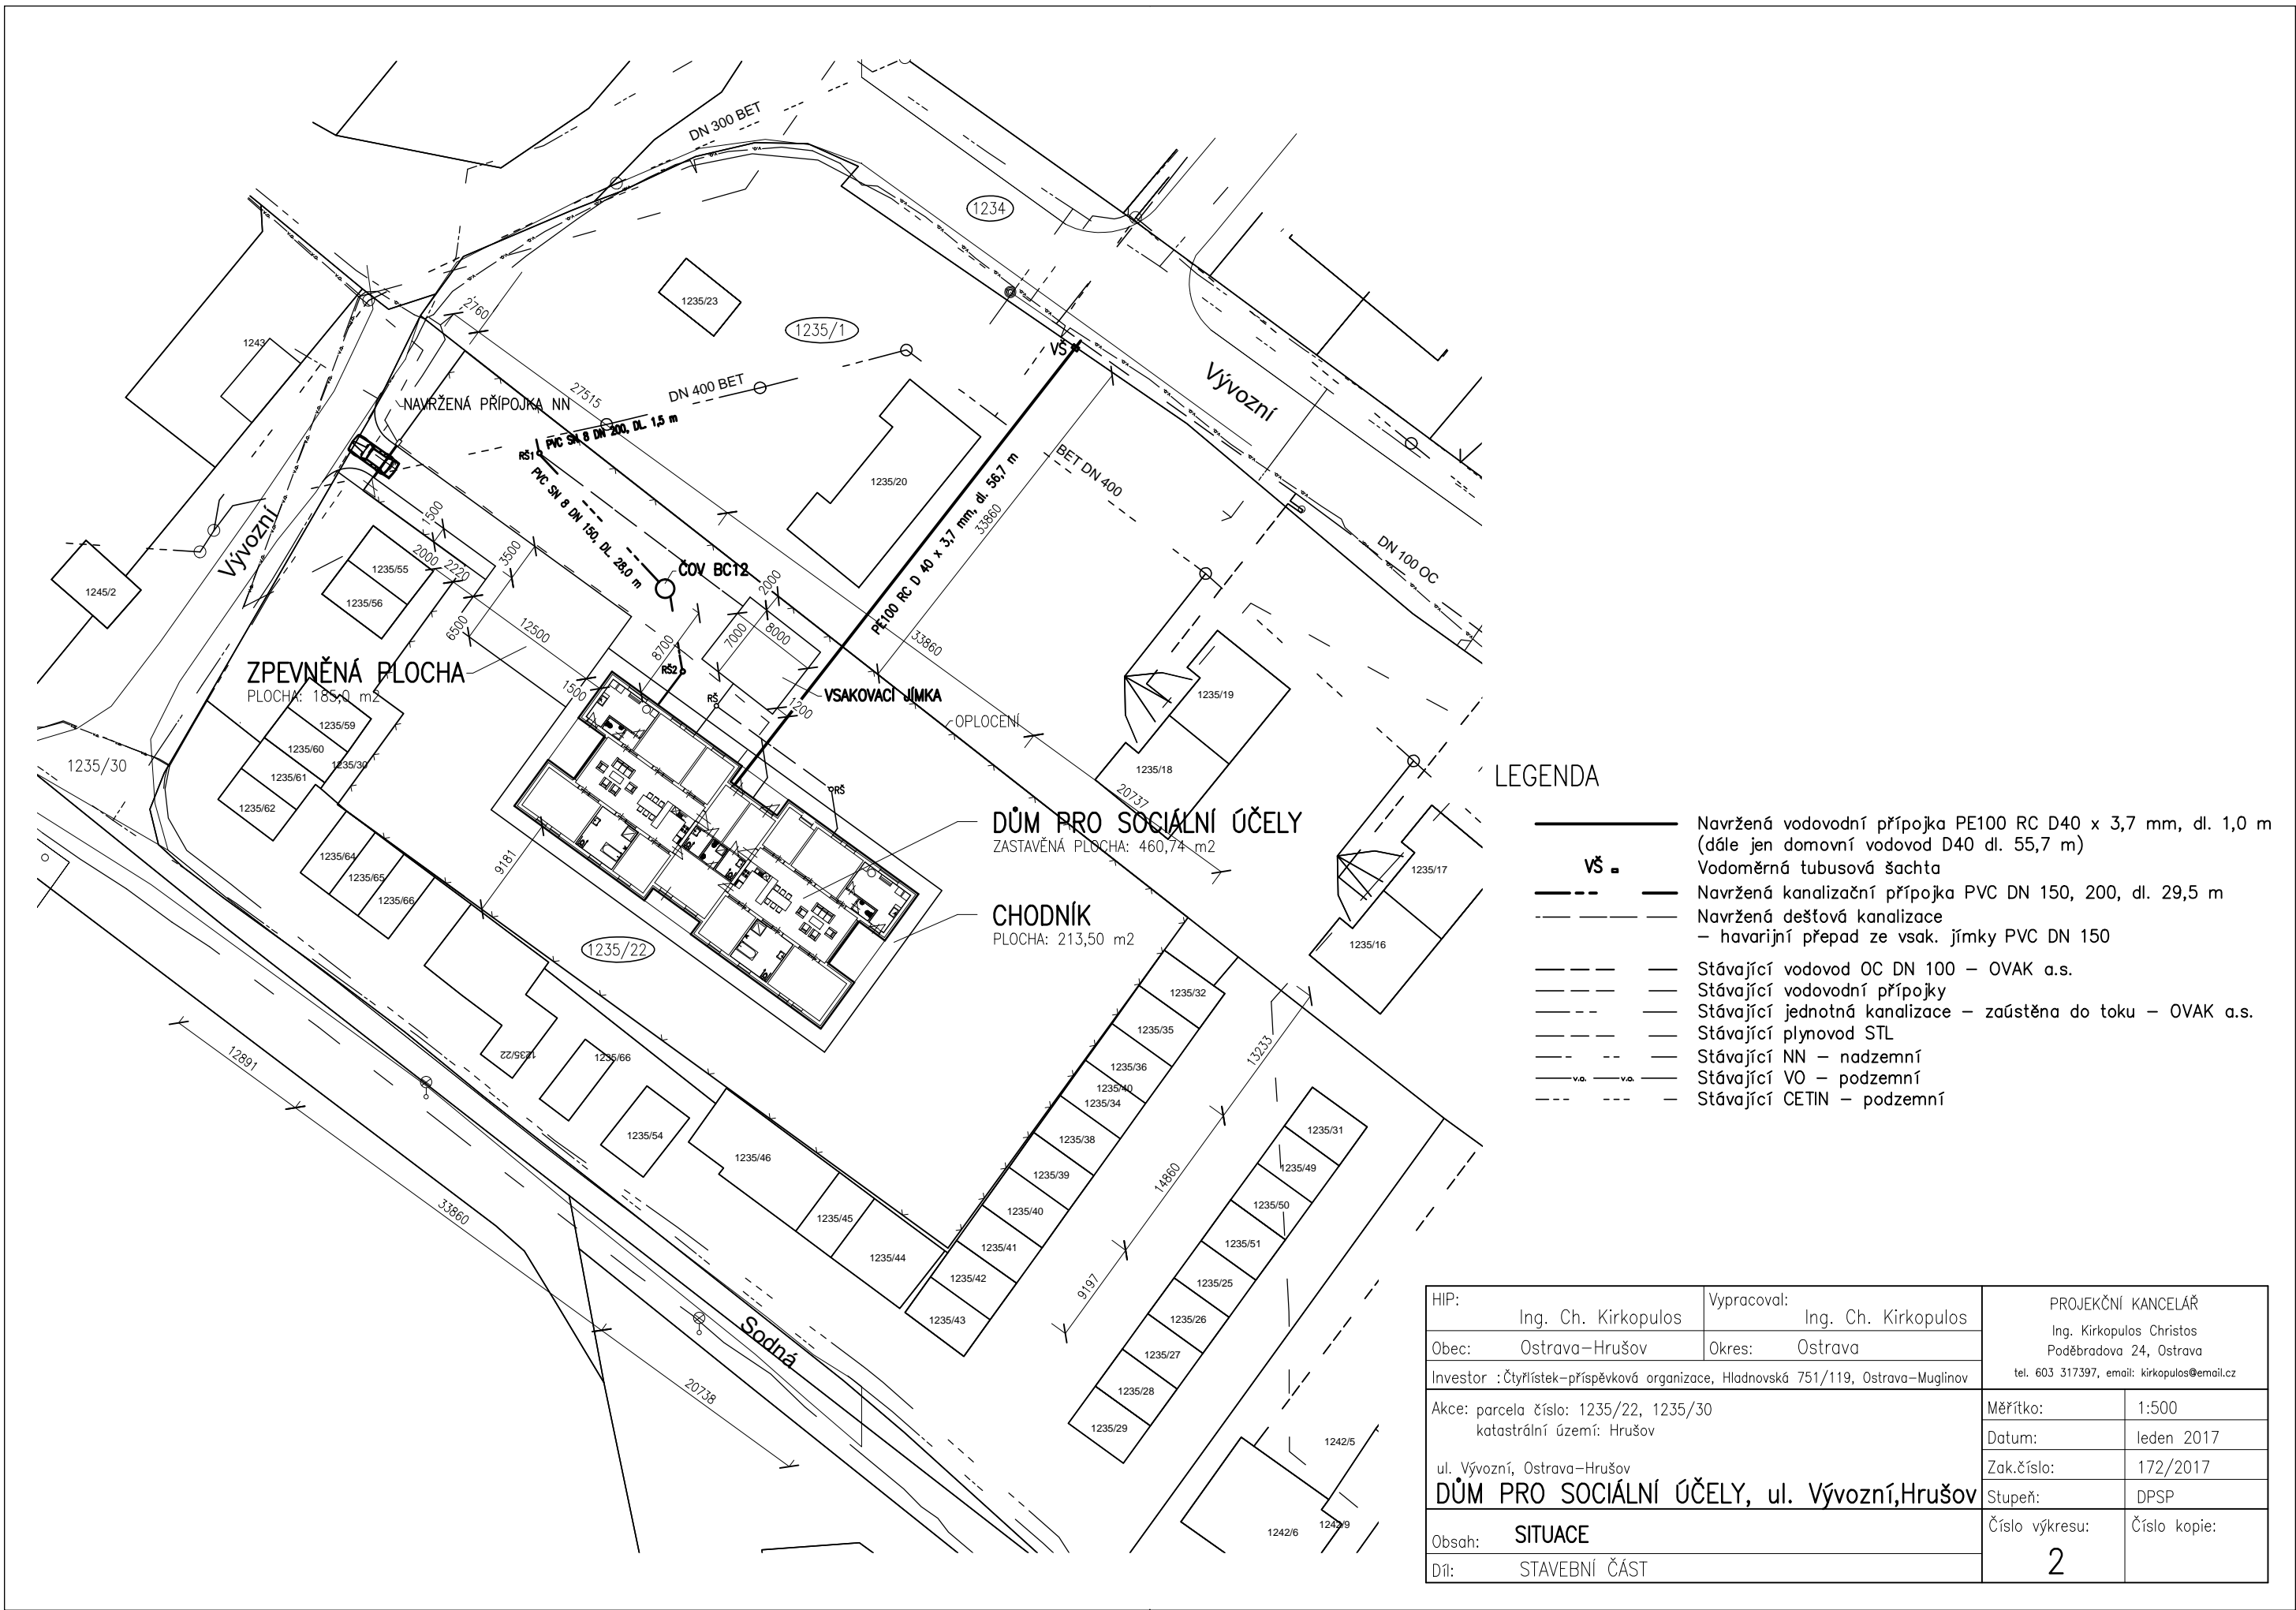 DN 300 BET
1234
2760
1235/23
1235/1
VŠ
1243
27515
DN 400 BET
Vývozní
NAVRŽENÁ PŘÍPOJKA NN
PVC SN 8 DN 200, DL. 1,5 m
RŠ1
PVC SN 8 DN 150, DL. 28,0 m
1235/20
PE100 RC D 40 x 3,7 mm, dl. 56,7 m
33860
BET DN 400
DN 100 OC
Vývozní
1500
3500
2000
2220
1235/55
1235/56
1245/2
ČOV BC12
2000
7000
8000
8700
6500
12500
33860
ZPEVNĚNÁ PLOCHA
PLOCHA: 185,0 m2
1500
RŠ2
RŠ
VSAKOVACÍ JÍMKA
1200
OPLOCENÍ
1235/19
1235/18
1235/59
1235/60
1235/61
1235/30
1235/62
1235/30
RŠ
20737
DŮM PRO SOCIÁLNÍ ÚČELY
ZASTAVĚNÁ PLOCHA: 460,74 m2
1235/64
1235/65
1235/66
9181
1235/17
1235/16
CHODNÍK
PLOCHA: 213,50 m2
1235/22
1235/22
1235/66
1235/54
12891
33860
20738
1235/46
1235/45
1235/44
Sodná
1235/32
1235/35
1235/36
1235/40
1235/34
1235/38
1235/39
1235/40
1235/41
1235/42
1235/43
13233
14860
9197
1235/31
1235/49
1235/50
1235/51
1235/25
1235/26
1235/27
1235/28
1235/29
1242/5
1242/6
1242/9
LEGENDA
Navržená vodovodní přípojka PE100 RC D40 x 3,7 mm, dl. 1,0 m
(dále jen domovní vodovod D40 dl. 55,7 m)
VŠ Vodoměrná tubusová šachta
Navržená kanalizační přípojka PVC DN 150, 200, dl. 29,5 m
Navržená dešťová kanalizace
– havarijní přepad ze vsak. jímky PVC DN 150
Stávající vodovod OC DN 100 – OVAK a.s.
Stávající vodovodní přípojky
Stávající jednotná kanalizace – zaústěna do toku – OVAK a.s.
Stávající plynovod STL
Stávající NN – nadzemní
v.o. v.o. Stávající VO – podzemní
Stávající CETIN – podzemní
HIP: Ing. Ch. Kirkopulos
Vypracoval: Ing. Ch. Kirkopulos
Obec: Ostrava–Hrušov
Okres: Ostrava
Investor :Čtyřlístek–příspěvková organizace, Hladnovská 751/119, Ostrava–Muglinov
PROJEKČNÍ KANCELÁŘ
Ing. Kirkopulos Christos
Poděbradova 24, Ostrava
tel. 603 317397, email: kirkopulos@email.cz
Akce: parcela číslo: 1235/22, 1235/30
katastrální území: Hrušov
ul. Vývozní, Ostrava–Hrušov
DŮM PRO SOCIÁLNÍ ÚČELY, ul. Vývozní,Hrušov
Měřítko: 1:500
Datum: leden 2017
Zak.číslo: 172/2017
Stupeň: DPSP
Obsah: SITUACE
Díl: STAVEBNÍ ČÁST
Číslo výkresu:
2
Číslo kopie: